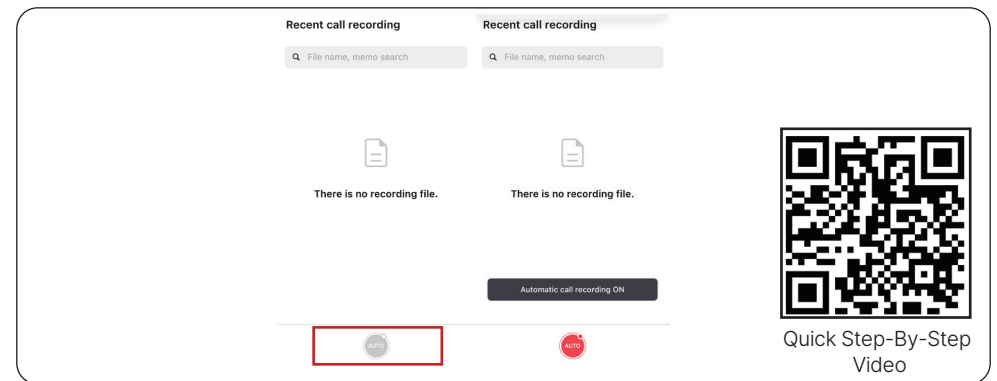 Recent call recording
File name, memo search
There is no recording file.
AUTO
Recent call recording
File name, memo search
There is no recording file.
Automatic call recording ON
AUTO
Quick Step-By-Step
Video